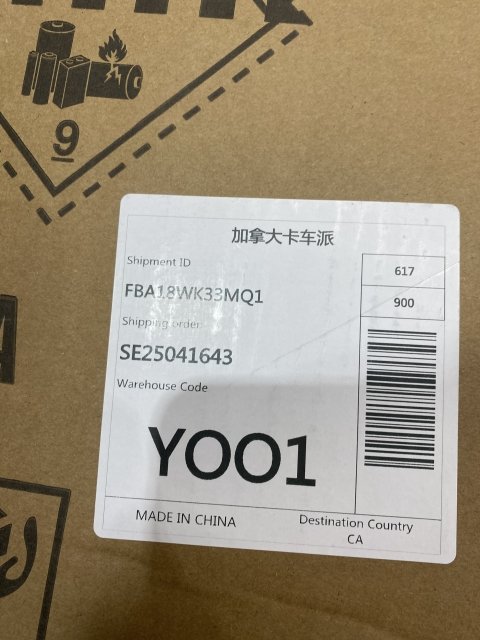 9
加拿大卡车派
Shipment ID
FBA18WK33MQ1
Shipping order
SE25041643
Warehouse Code
617
900
YOO1
MADE IN CHINA
Destination Country
CA